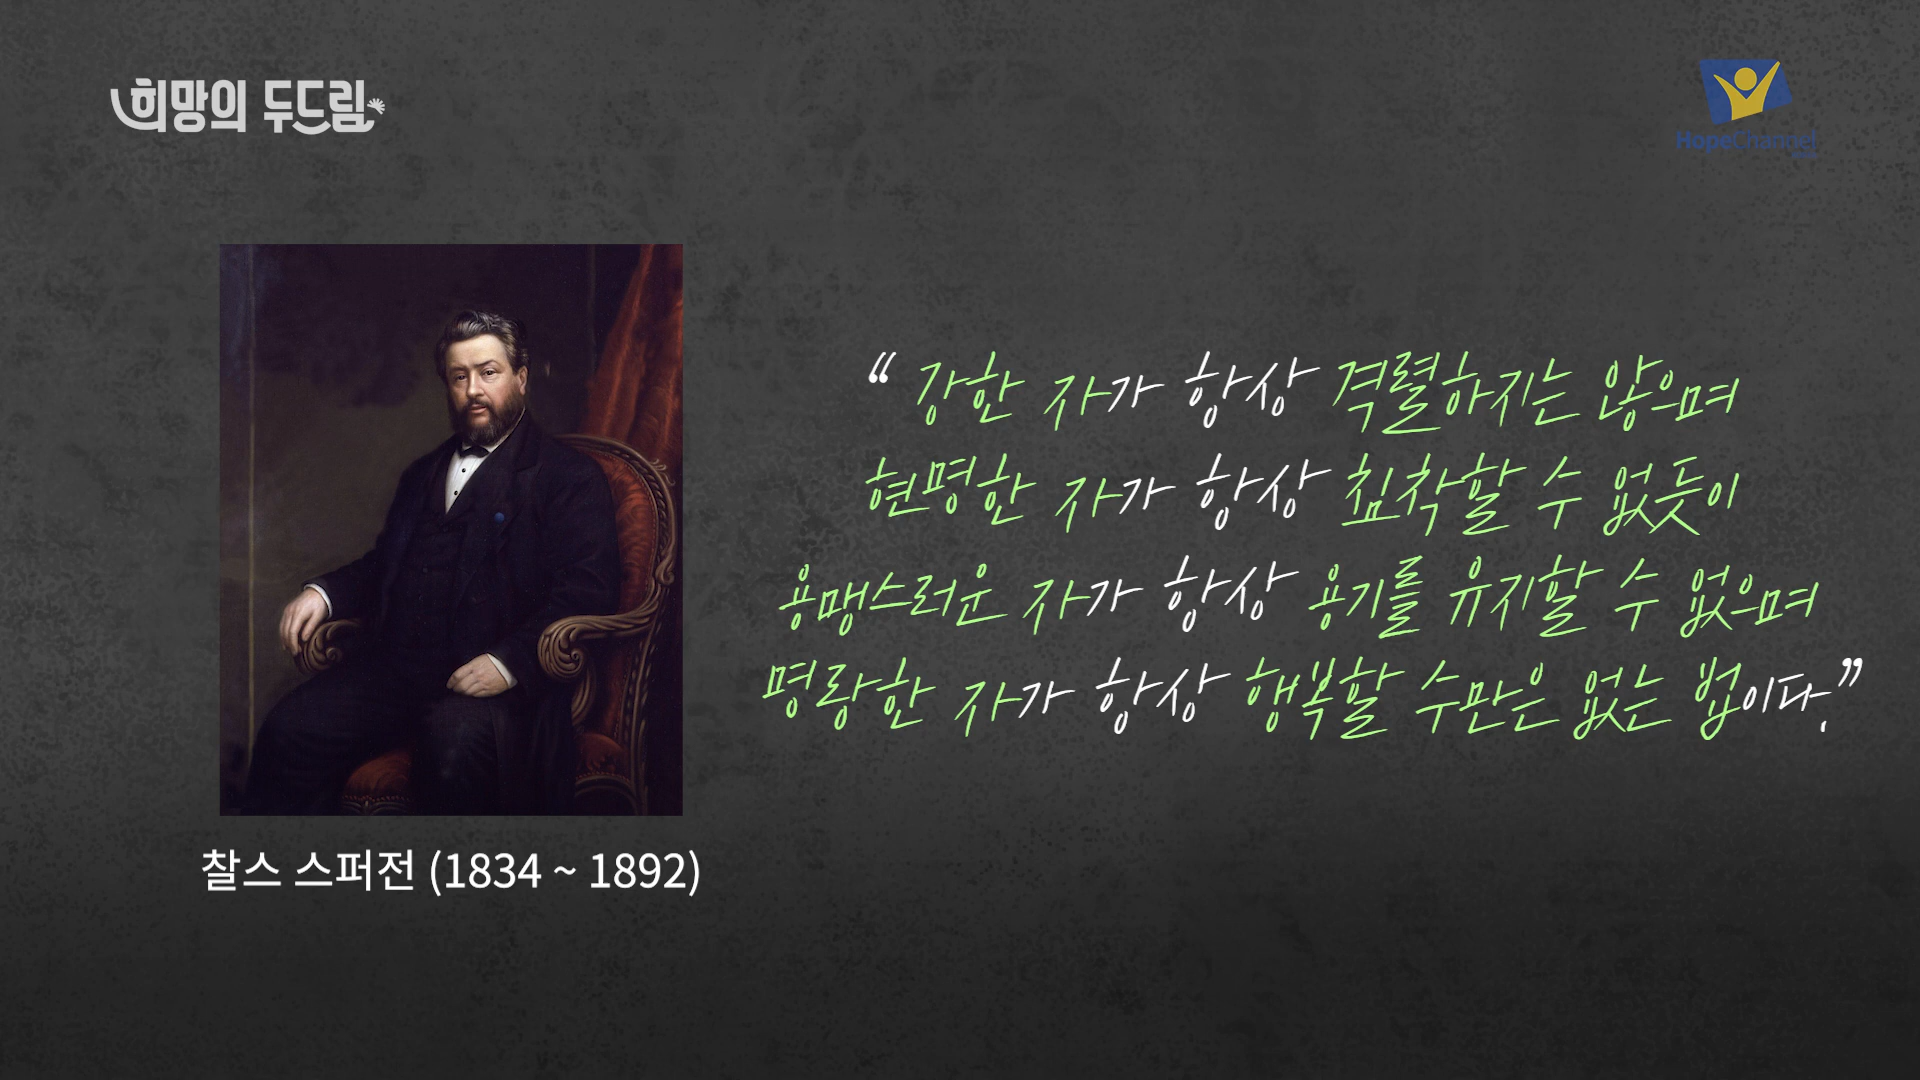 희망의 두드림
HopeChannel
“ 강한 자가 항상 격렬하지는 않으며
현명한 자가 항상 침착할 수 없듯이
용맹스러운 자가 항상 용기를 유지할 수 없으며
명랑한 자가 항상 행복할 수만은 없는 법이다.”
찰스 스퍼전 (1834 ~ 1892)